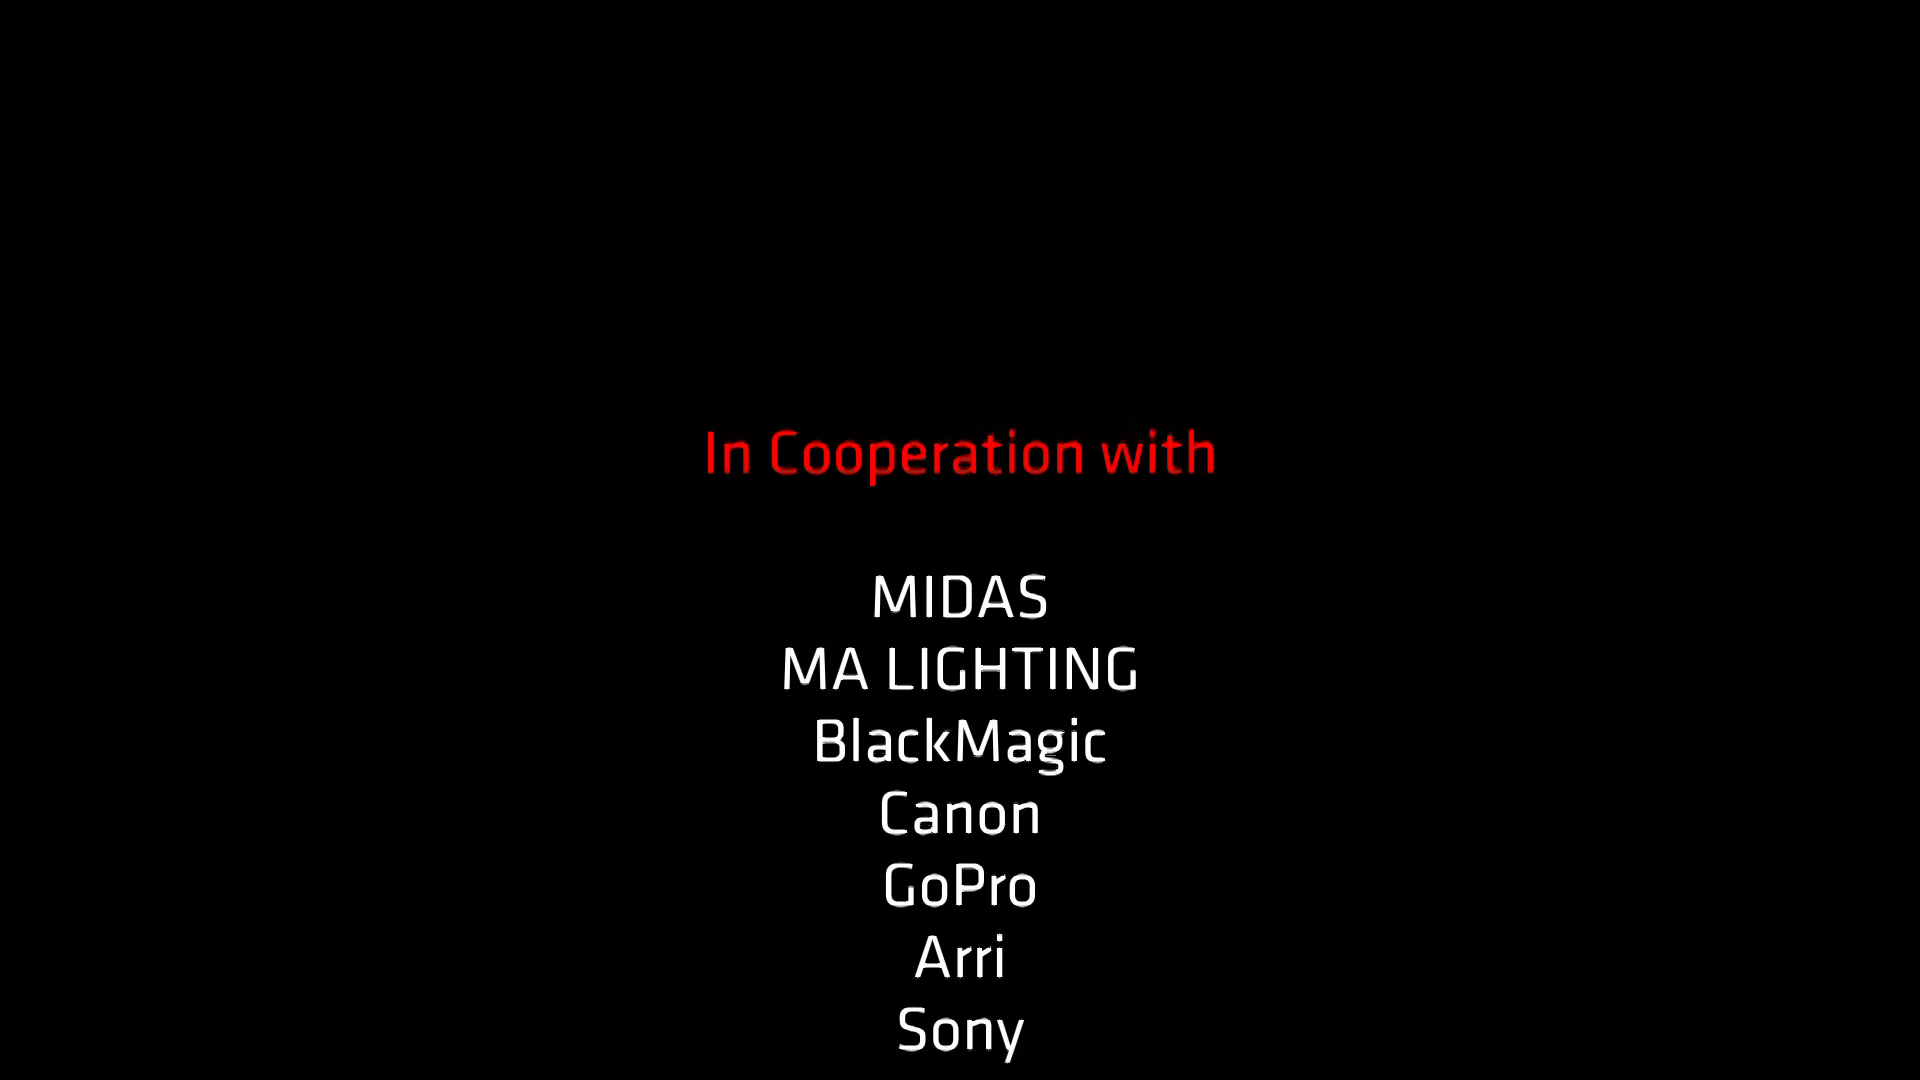 In Cooperation with
MIDAS
MA LIGHTING
BlackMagic
Canon
GoPro
Arri
Sony